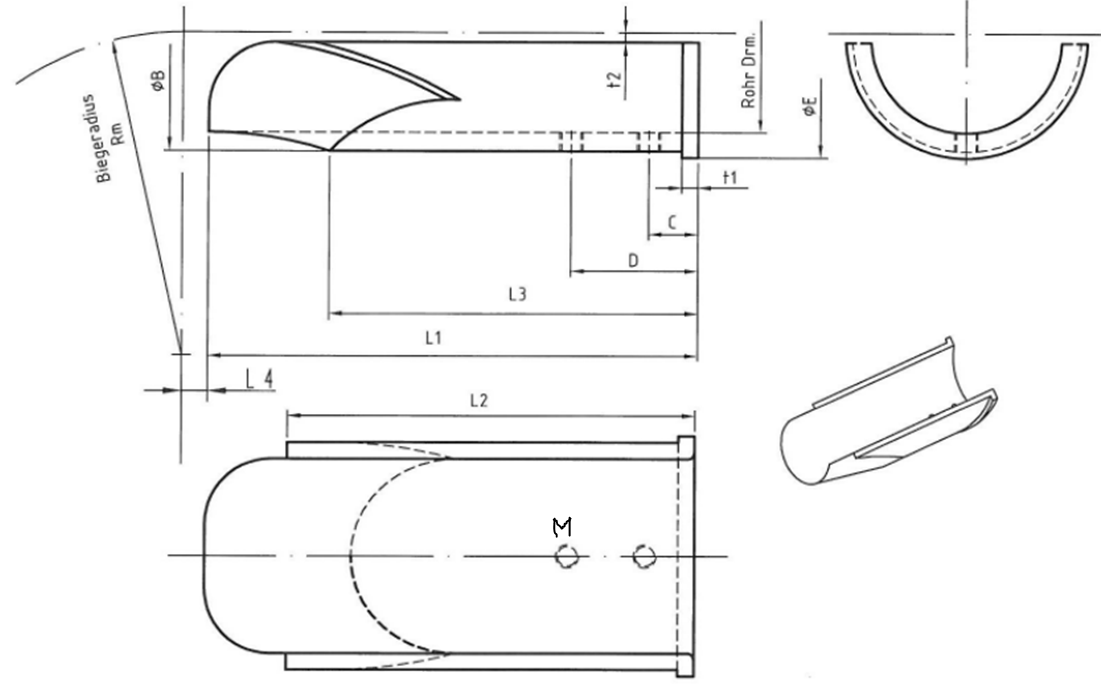 ØB
t2
Rohr Drm.
ØE
Biegeradius
Rm
t1
C
D
L3
L1
L 4
L2
M